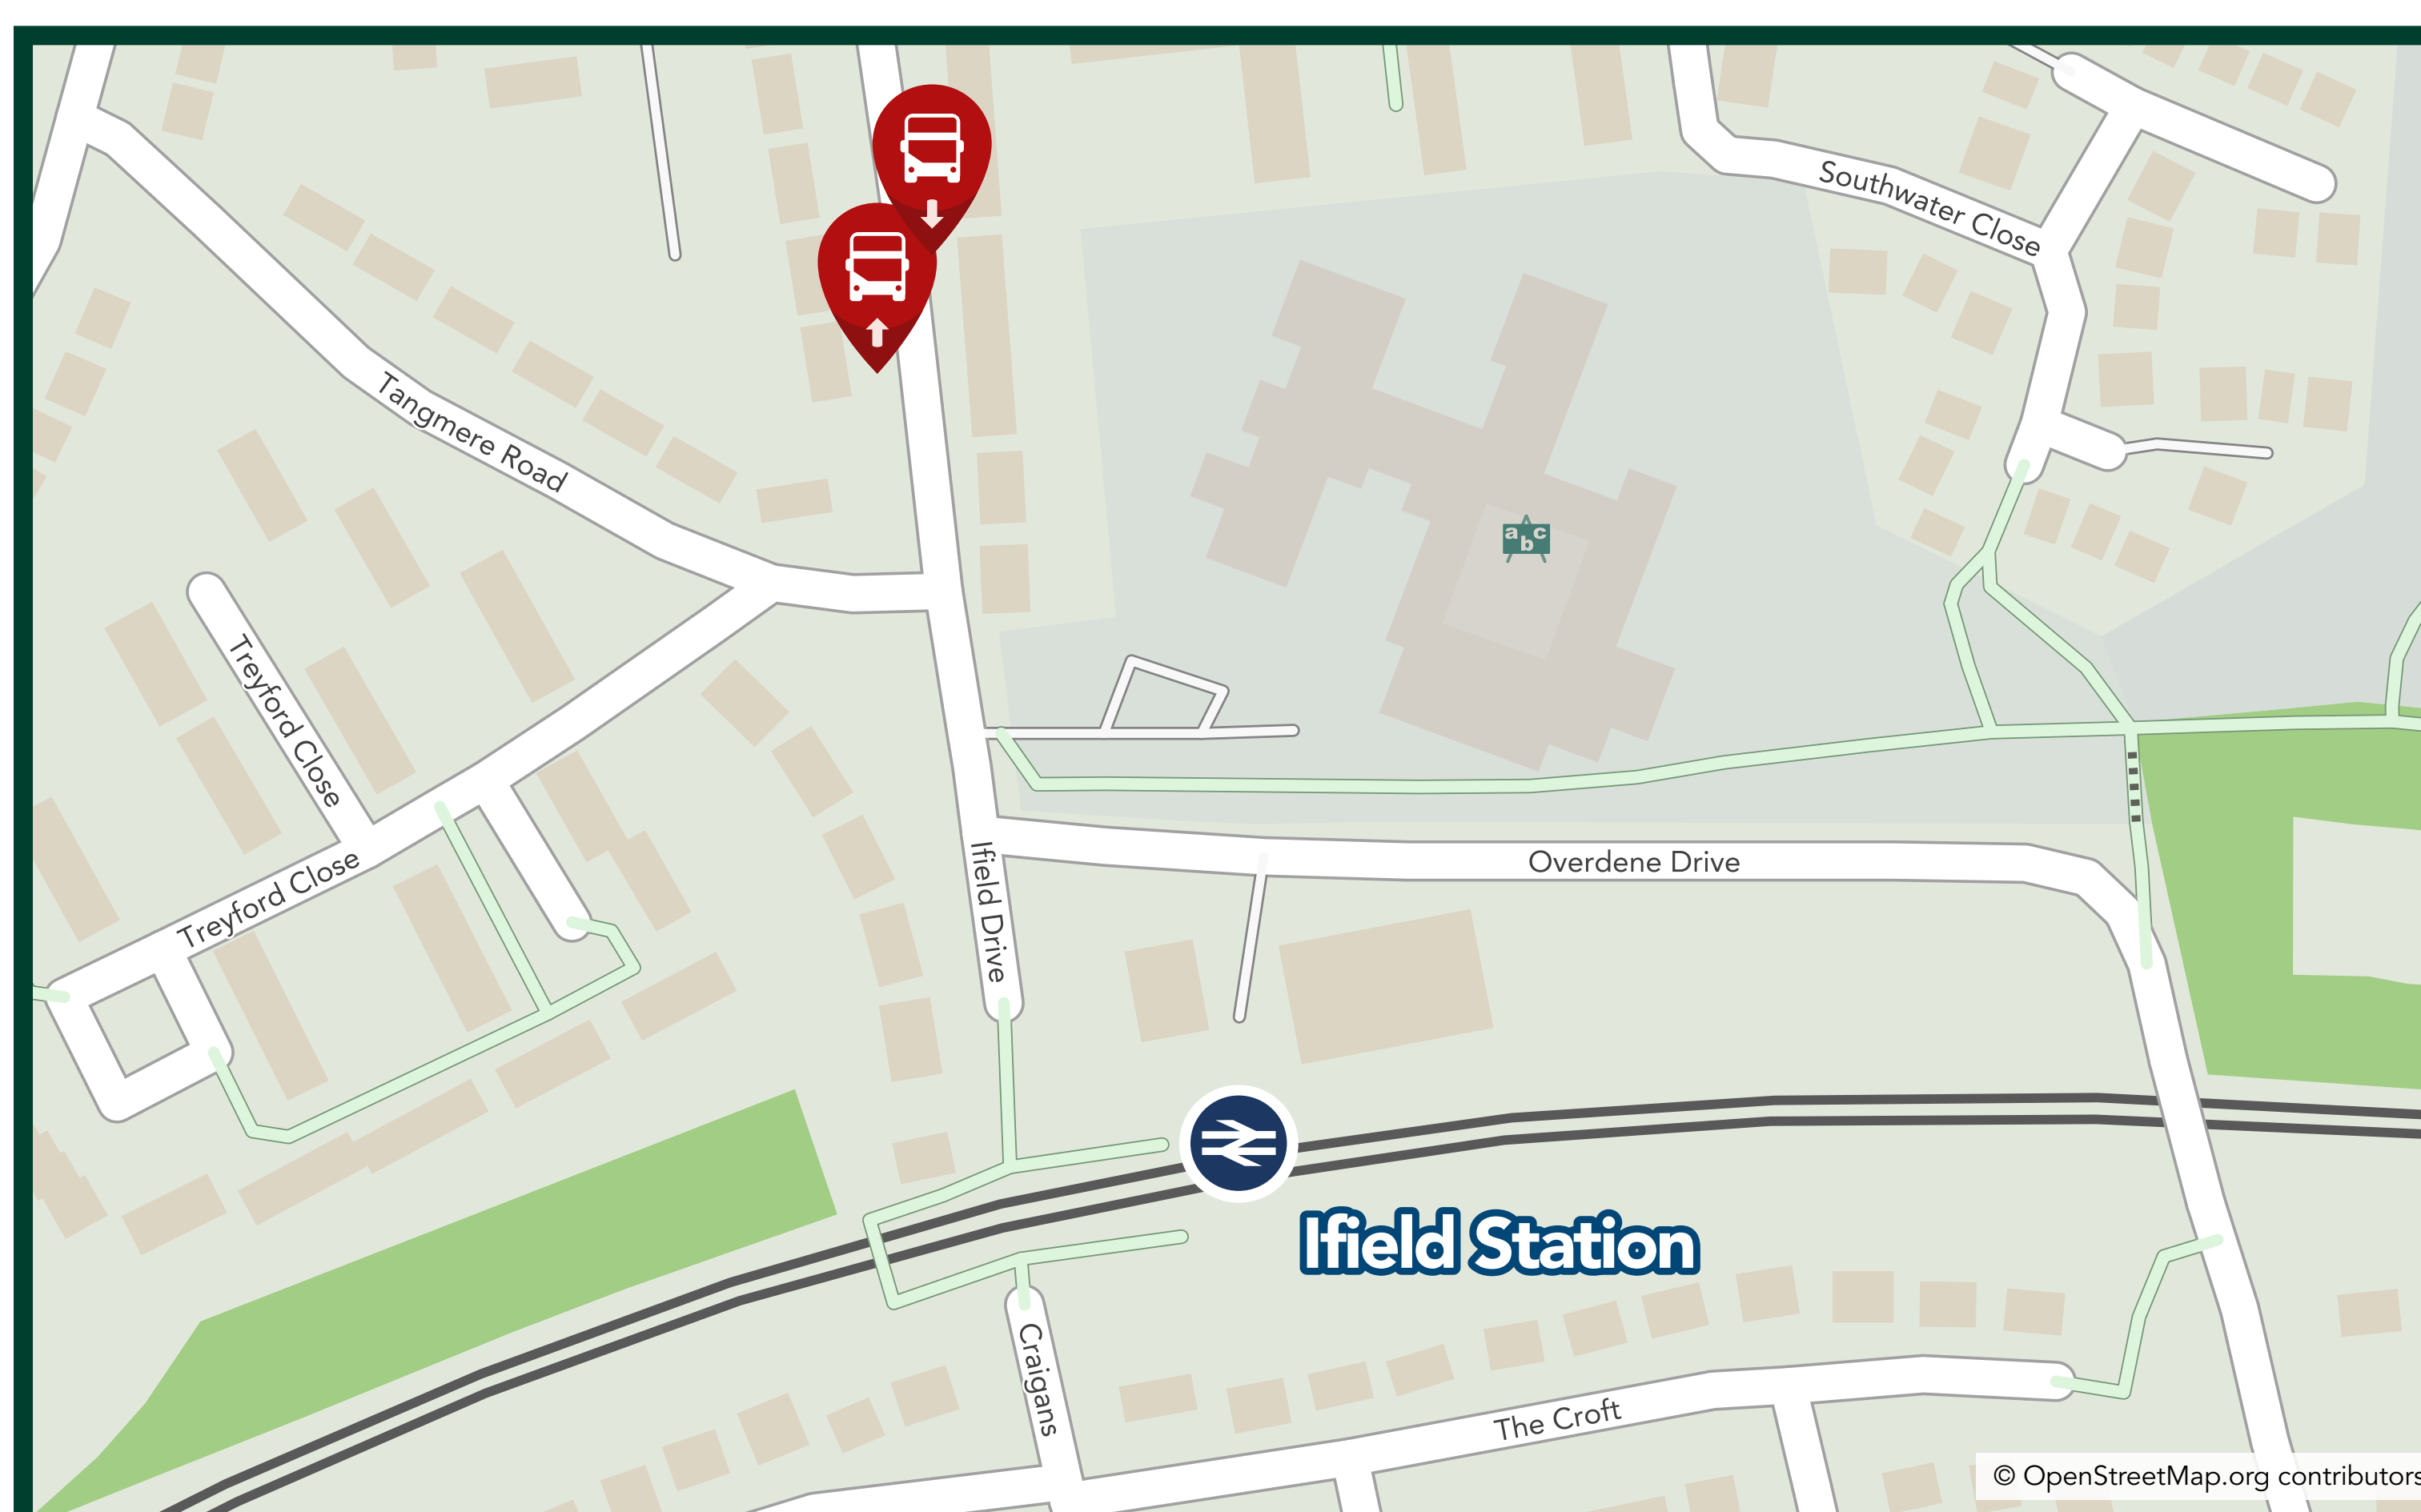 Southwater Close
Tangmere Road
a b c
Treyford Close
Treyford Close
Ifield Drive
Overdene Drive
Ifield Station
Craigans
The Croft
© OpenStreetMap.org contributors